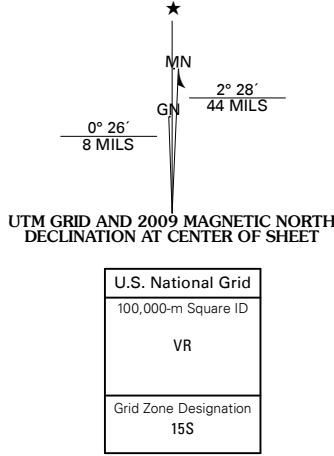 ★
MN
GN
2° 28´
44 MILS
0° 26´
8 MILS
UTM GRID AND 2009 MAGNETIC NORTH
DECLINATION AT CENTER OF SHEET
U.S. National Grid
100,000-m Square ID
VR
Grid Zone Designation
15S